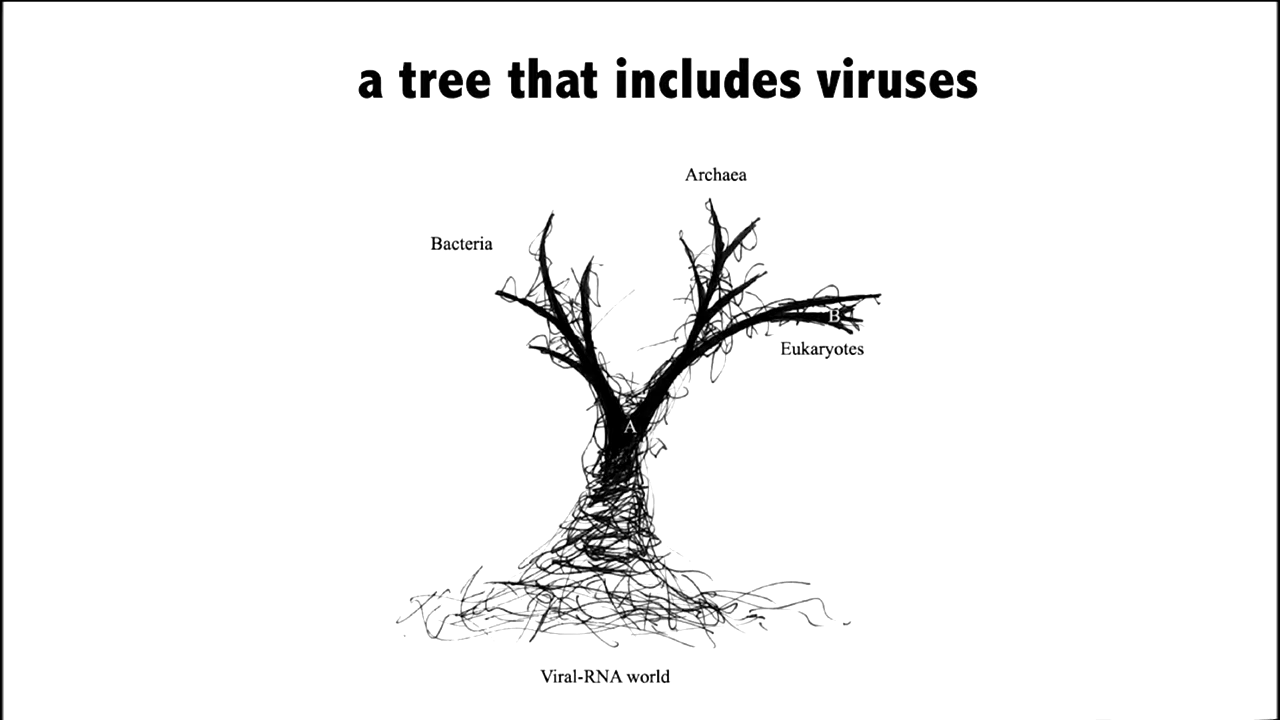 a tree that includes viruses
Archaea
Bacteria
B
Eukaryotes
A
Viral-RNA world